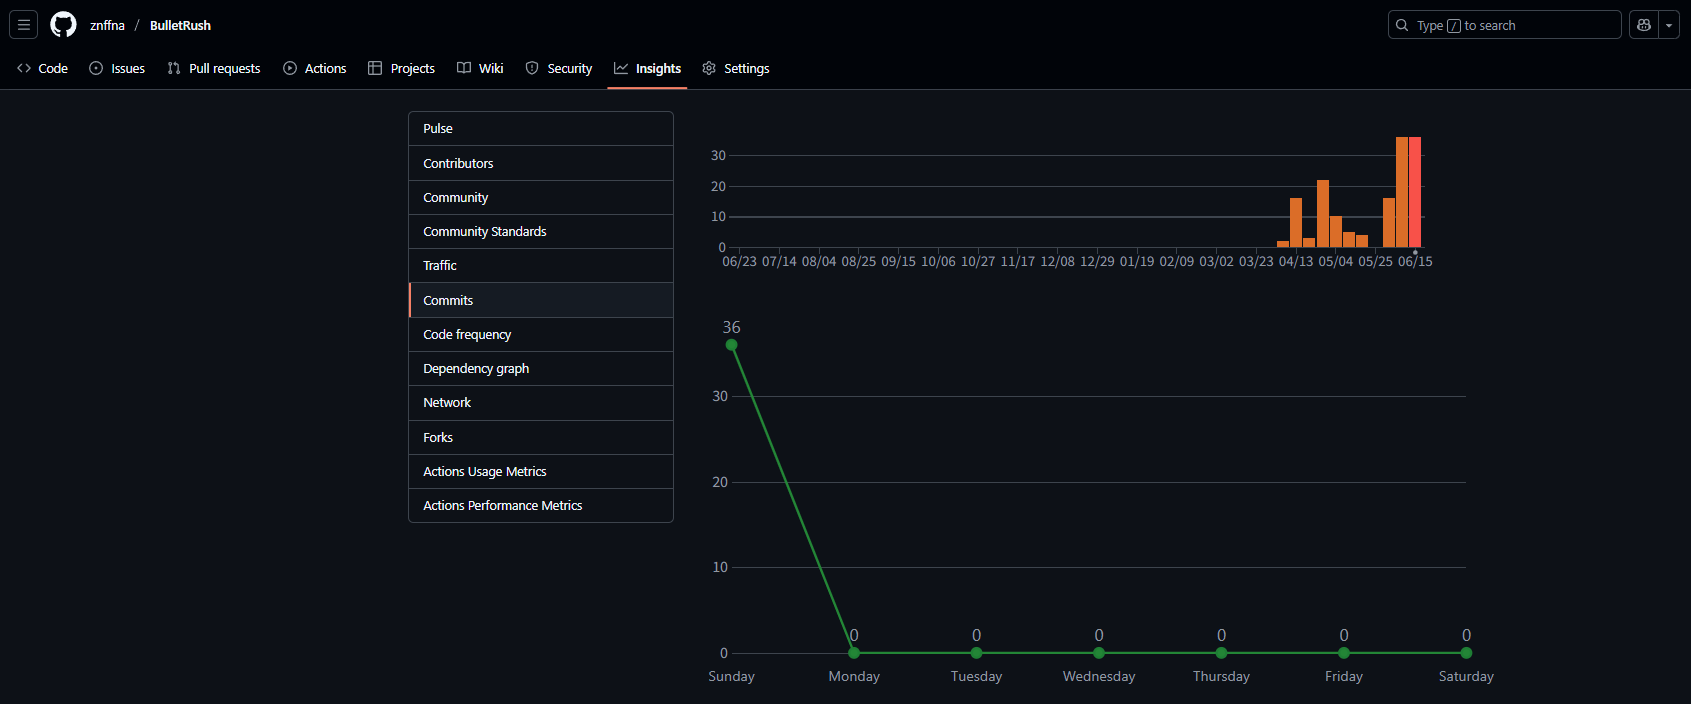 znffna / BulletRush
Type / to search
Code Issues Pull requests Actions Projects Wiki Security Insights Settings
Pulse
Contributors
Community
Community Standards
Traffic
Commits
Code frequency
Dependency graph
Network
Forks
Actions Usage Metrics
Actions Performance Metrics
30
20
10
0
06/23 07/14 08/04 08/25 09/15 10/06 10/27 11/17 12/08 12/29 01/19 02/09 03/02 03/23 04/13 05/04 05/25 06/15
36
30
20
10
0 0 0 0 0 0
0
Sunday Monday Tuesday Wednesday Thursday Friday Saturday